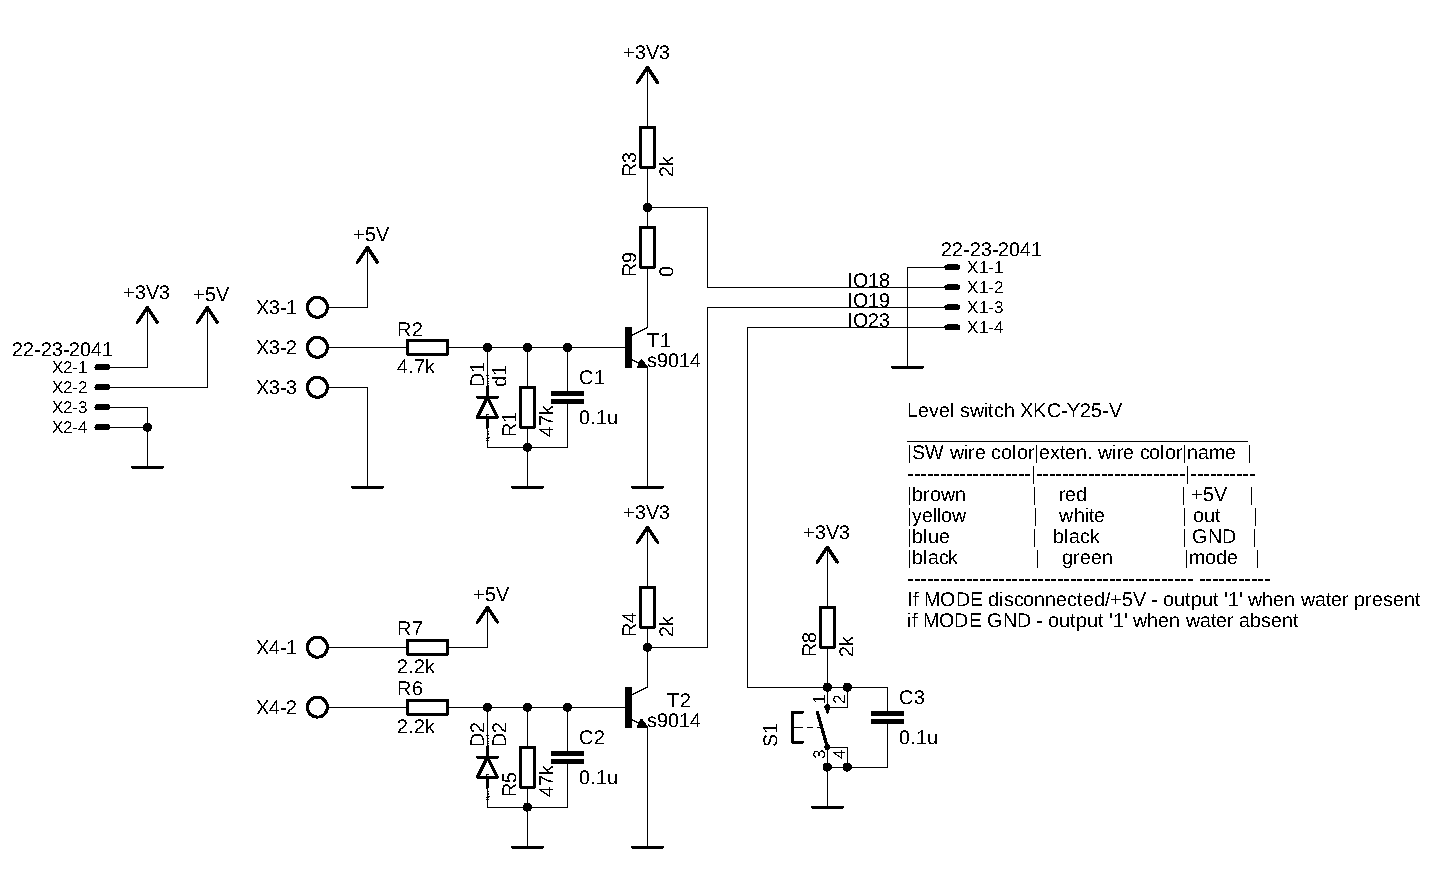 +3V3
R3
2k
+5V
R9
0
22-23-2041
X1-1
IO18
X1-2
IO19
X1-3
IO23
X1-4
+3V3
+5V
X3-1
R2
X3-2
4.7k
X3-3
22-23-2041
X2-1
X2-2
X2-3
X2-4
T1
s9014
D1
d1
R1
47k
C1
0.1u
Level switch XKC-Y25-V
|SW wire color|exten. wire color|name |
|brown | red | +5V |
|yellow | white | out |
|blue | black | GND |
|black | green |mode |
If MODE disconnected/+5V - output '1' when water present
if MODE GND - output '1' when water absent
+3V3
R4
2k
+5V
R7
X4-1
2.2k
R6
X4-2
2.2k
T2
s9014
D2
D2
R5
47k
C2
0.1u
+3V3
R8
2k
1
2
C3
S1
0.1u
3
4